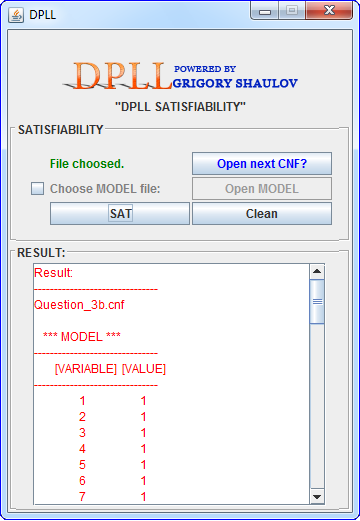 DPLL
DPLL POWERED BY
GRIGORY SHAULOV
"DPLL SATISFIABILITY"
SATISFIABILITY
File choosed. Open next CNF?
Choose MODEL file: Open MODEL
SAT Clean
RESULT:
Result:
--------------------------------
Question_3b.cnf
*** MODEL ***
--------------------------------
[VARIABLE] [VALUE]
--------------------------------
1 1
2 1
3 1
4 1
5 1
6 1
7 1